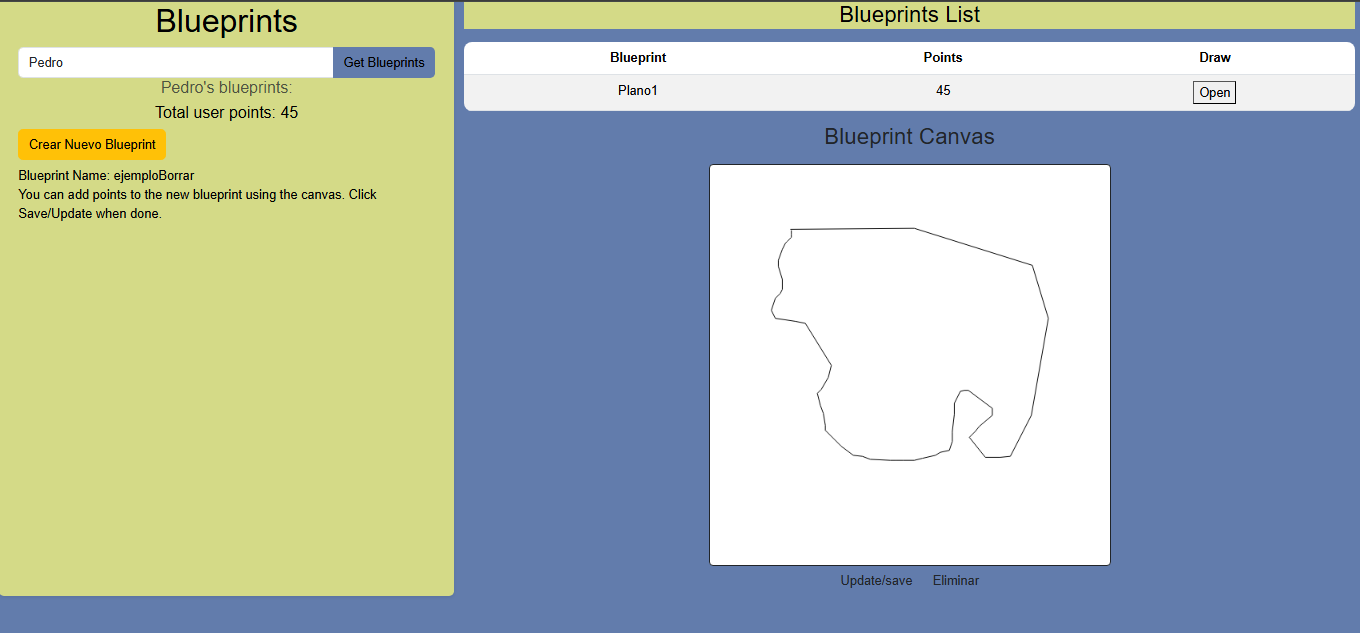 Blueprints
Pedro
Get Blueprints
Pedro's blueprints:
Total user points: 45
Crear Nuevo Blueprint
Blueprint Name: ejemploBorrar
You can add points to the new blueprint using the canvas. Click
Save/Update when done.
Blueprints List
Blueprint Points Draw
Plano1 45 Open
Blueprint Canvas
Update/save Eliminar